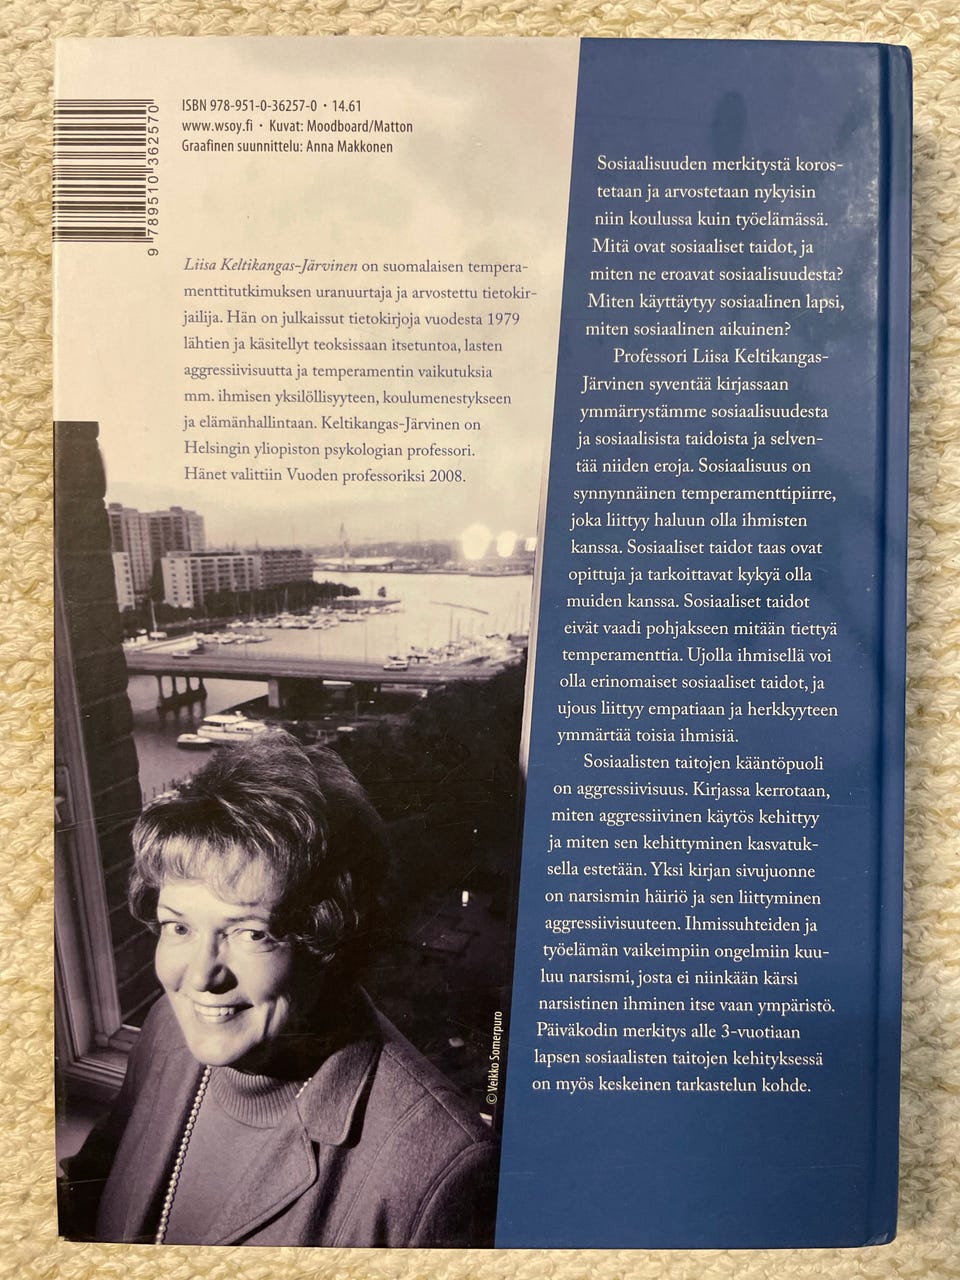 ISBN 978-951-0-36257-0 • 14.61
www.wsoy.fi • Kuvat: Moodboard/Matton
Graafinen suunnittelu: Anna Makkonen
9 789510 362570
Liisa Keltikangas-Järvinen on suomalaisen tempera-
menttitutkimuksen uranuurtaja ja arvostettu tietokir-
jailija. Hän on julkaissut tietokirjoja vuodesta 1979
lähtien ja käsitellyt teoksissaan itsetuntoa, lasten
aggressiivisuutta ja temperamentin vaikutuksia
mm. ihmisen yksilöllisyyteen, koulumenestykseen
ja elämänhallintaan. Keltikangas-Järvinen on
Helsingin yliopiston psykologian professori.
Hänet valittiin Vuoden professoriksi 2008.
© Veikko Somerpuro
Sosiaalisuuden merkitystä koros-
tetaan ja arvostetaan nykyisin
niin koulussa kuin työelämässä.
Mitä ovat sosiaaliset taidot, ja
miten ne eroavat sosiaalisuudesta?
Miten käyttäytyy sosiaalinen lapsi,
miten sosiaalinen aikuinen?
Professori Liisa Keltikangas-
Järvinen syventää kirjassaan
ymmärrystämme sosiaalisuudesta
ja sosiaalisista taidoista ja selven-
tää niiden eroja. Sosiaalisuus on
synnynnäinen temperamenttipiirre,
joka liittyy haluun olla ihmisten
kanssa. Sosiaaliset taidot taas ovat
opittuja ja tarkoittavat kykyä olla
muiden kanssa. Sosiaaliset taidot
eivät vaadi pohjakseen mitään tiettyä
temperamenttia. Ujolla ihmisellä voi
olla erinomaiset sosiaaliset taidot, ja
ujous liittyy empatiaan ja herkkyyteen
ymmärtää toisia ihmisiä.
Sosiaalisten taitojen kääntöpuoli
on aggressiivisuus. Kirjassa kerrotaan,
miten aggressiivinen käytös kehittyy
ja miten sen kehittyminen kasvatuk-
sella estetään. Yksi kirjan sivujuonne
on narsismin häiriö ja sen liittyminen
aggressiivisuuteen. Ihmissuhteiden ja
työelämän vaikeimpiin ongelmiin kuu-
luu narsismi, josta ei niinkään kärsi
narsistinen ihminen itse vaan ympäristö.
Päiväkodin merkitys alle 3-vuotiaan
lapsen sosiaalisten taitojen kehityksessä
on myös keskeinen tarkastelun kohde.